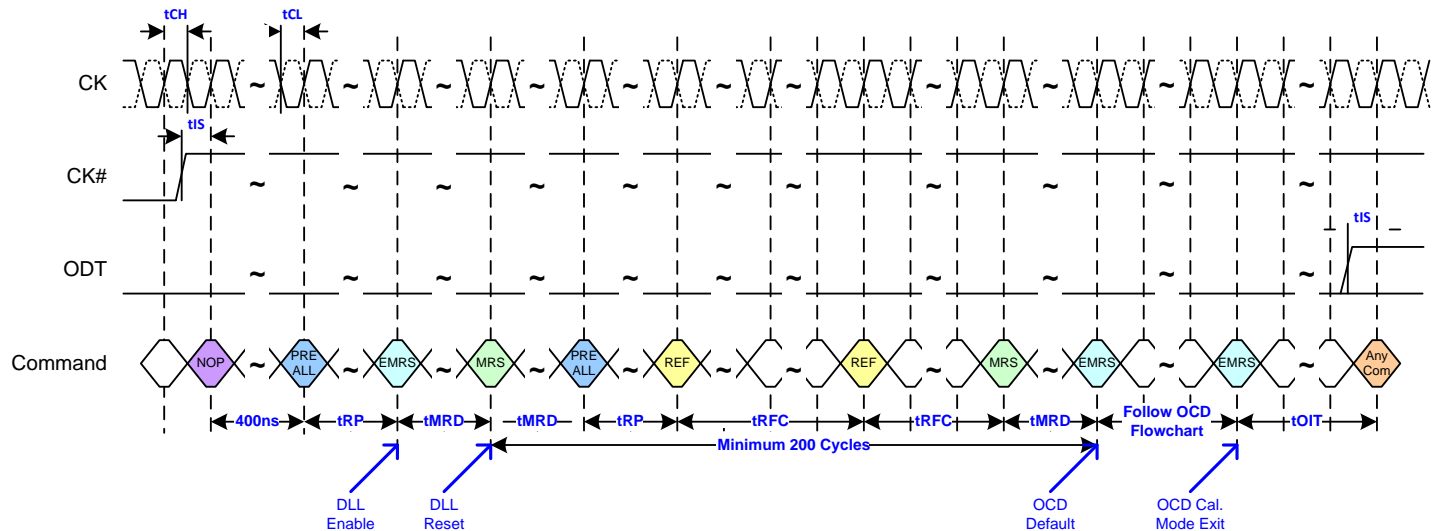 tCH
tCL
CK
tIS
CK#
tIS
ODT
Command
NOP
PRE
ALL
EMRS
MRS
PRE
ALL
REF
REF
MRS
EMRS
EMRS
Any
Com
400ns
tRP
tMRD
tMRD
tRP
tRFC
tRFC
tMRD
Follow OCD
Flowchart
tOIT
Minimum 200 Cycles
DLL
Enable
DLL
Reset
OCD
Default
OCD Cal.
Mode Exit